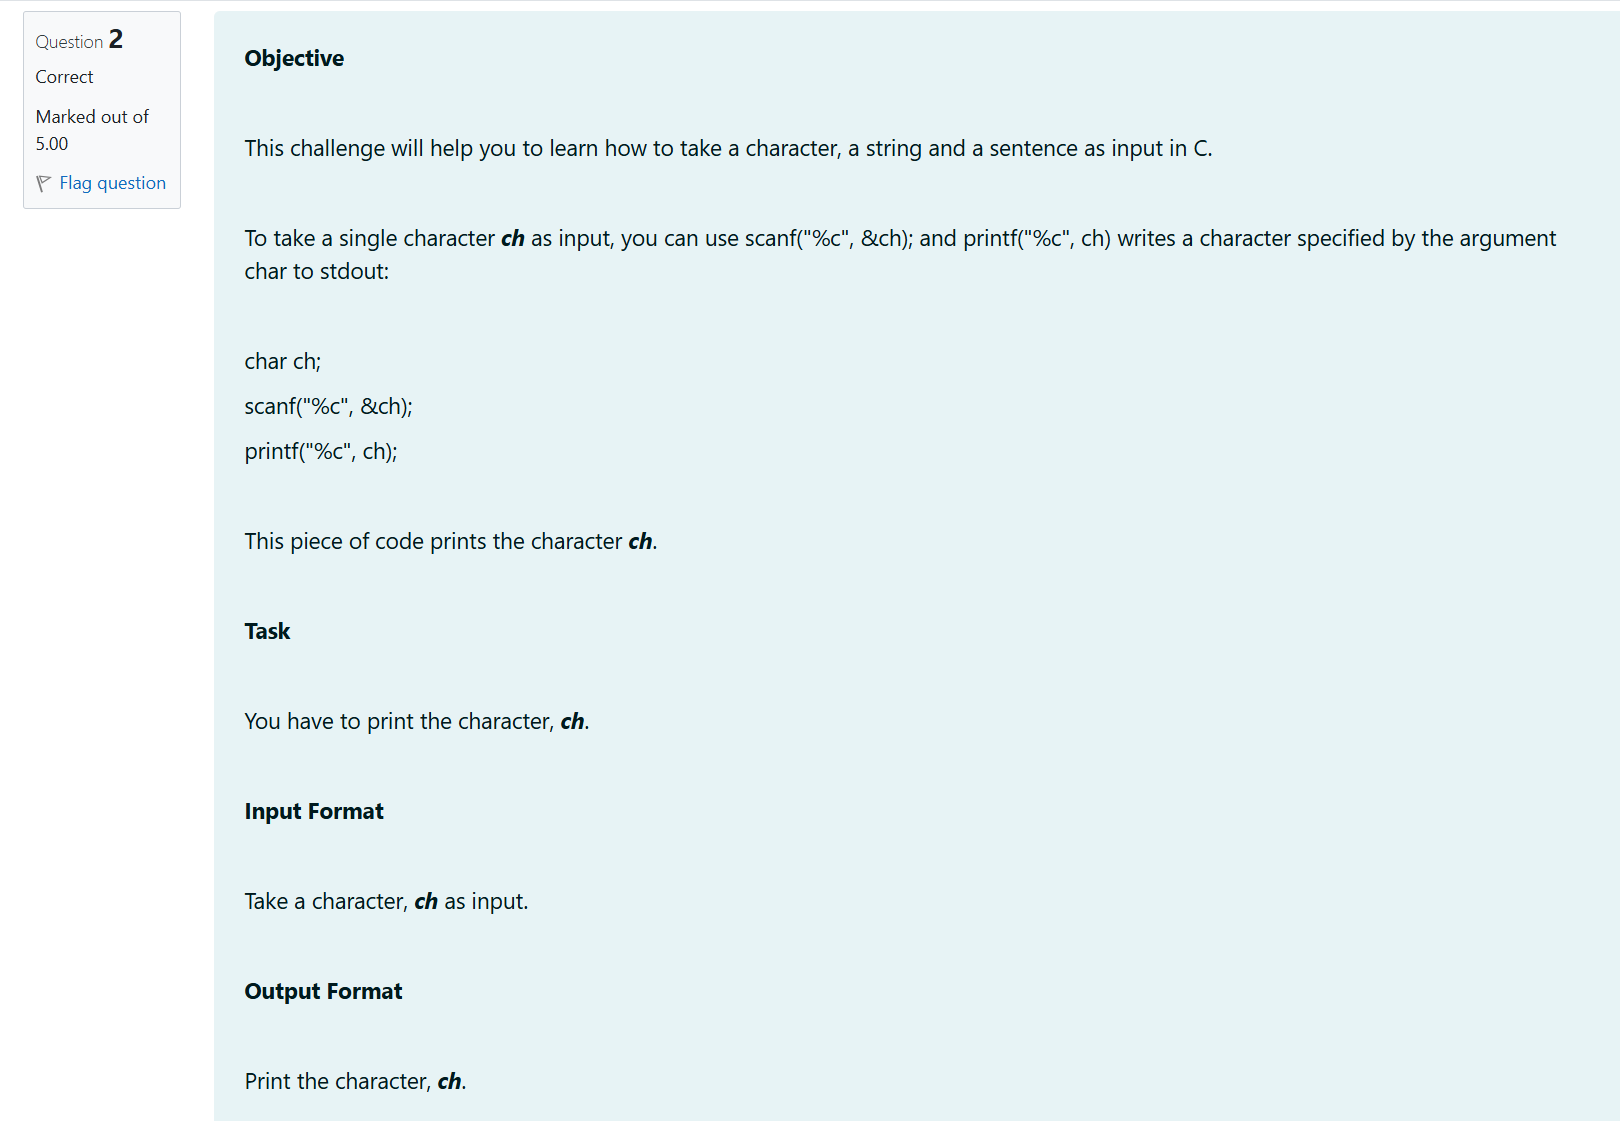 Question 2
Correct
Marked out of
5.00
Flag question
Objective
This challenge will help you to learn how to take a character, a string and a sentence as input in C.
To take a single character ch as input, you can use scanf("%c", &ch); and printf("%c", ch) writes a character specified by the argument
char to stdout:
char ch;
scanf("%c", &ch);
printf("%c", ch);
This piece of code prints the character ch.
Task
You have to print the character, ch.
Input Format
Take a character, ch as input.
Output Format
Print the character, ch.